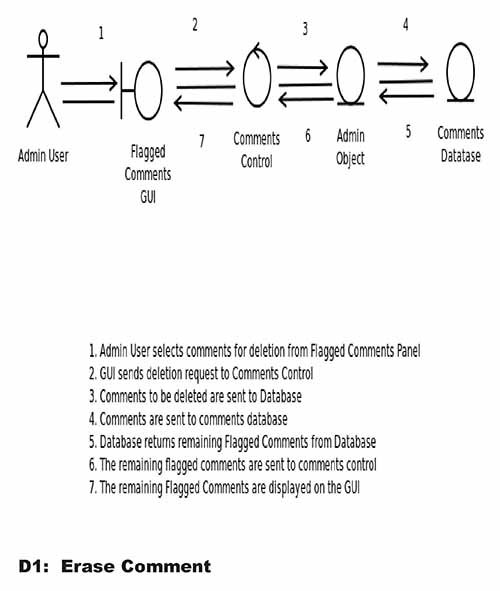 1
2
3
4
7
6
5
Admin User
Flagged
Comments
GUI
Comments
Control
Admin
Object
Comments
Datatase
1. Admin User selects comments for deletion from Flagged Comments Panel
2. GUI sends deletion request to Comments Control
3. Comments to be deleted are sent to Database
4. Comments are sent to comments database
5. Database returns remaining Flagged Comments from Database
6. The remaining flagged comments are sent to comments control
7. The remaining Flagged Comments are displayed on the GUI
D1: Erase Comment